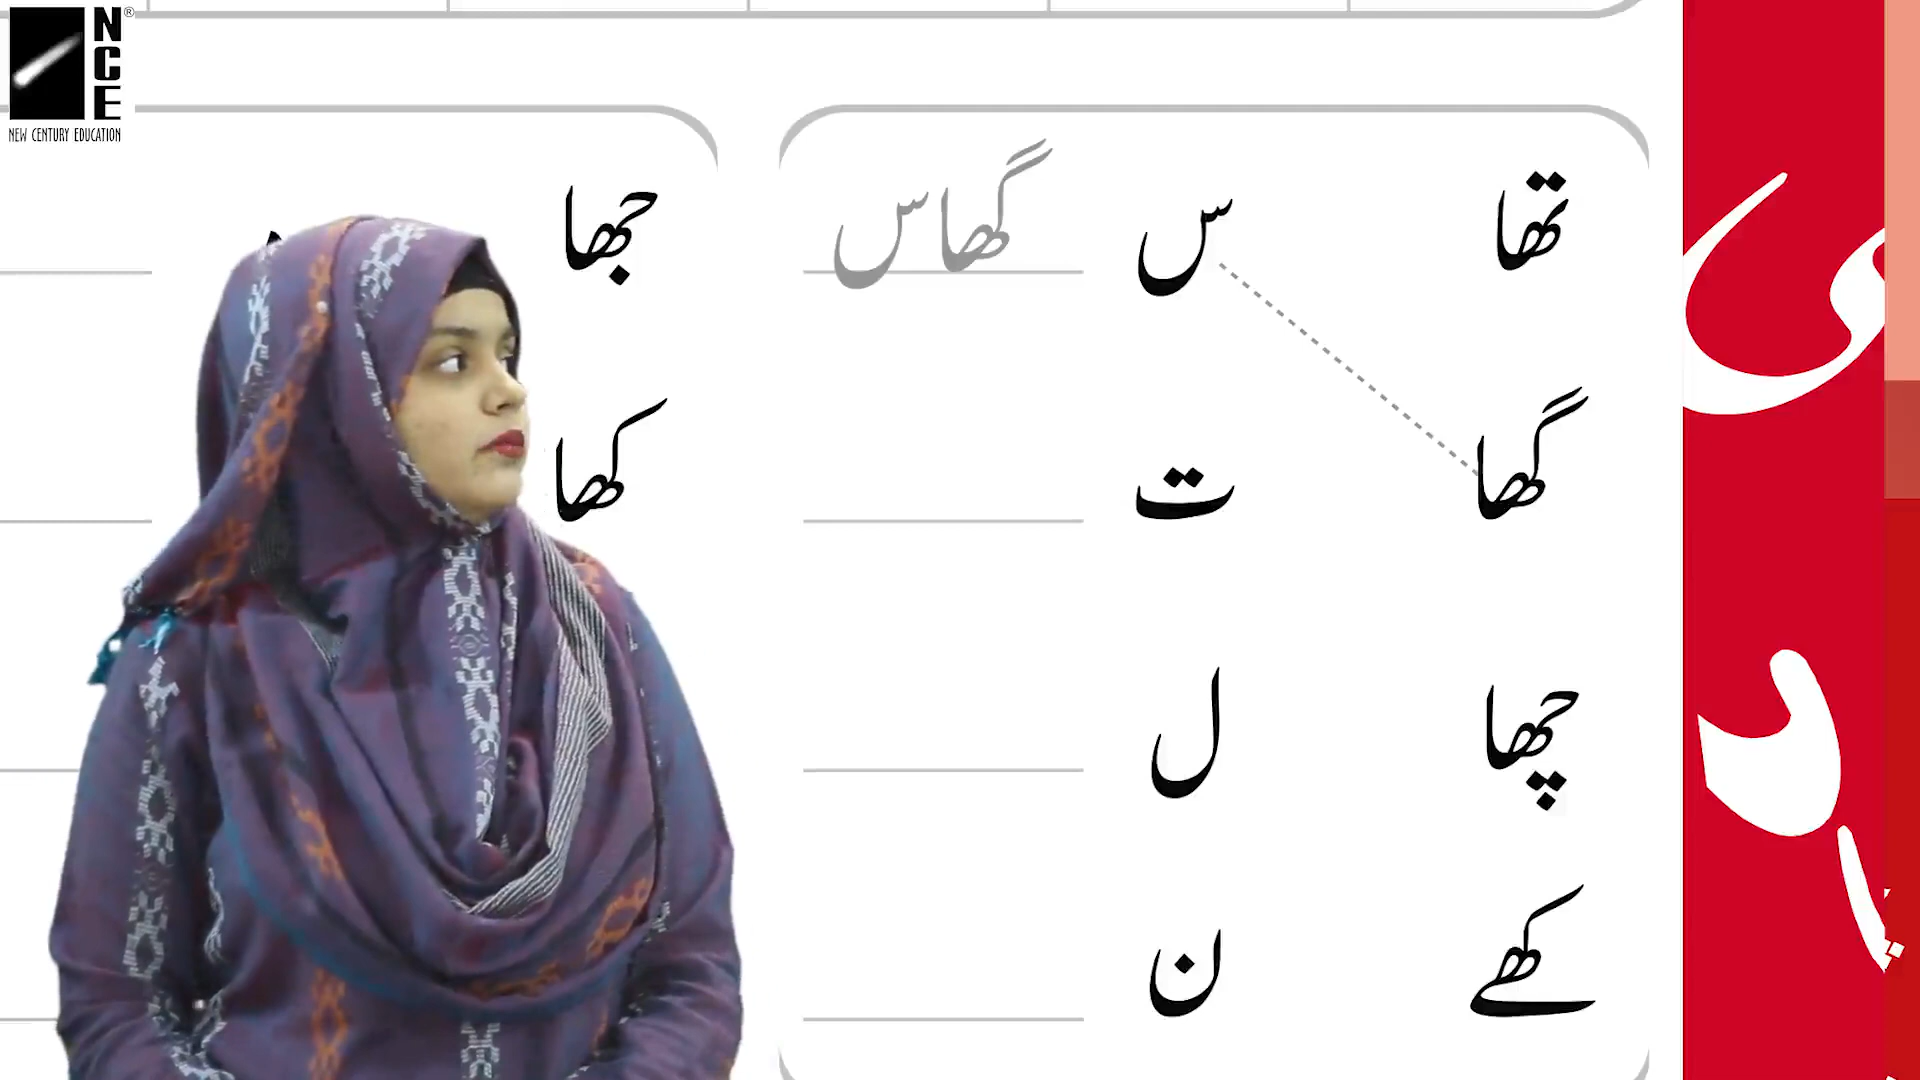 NCE®
NEW CENTURY EDUCATION
تھا س گھاس
گھا ت
چھا ل
کھے ن
جھا
کھا